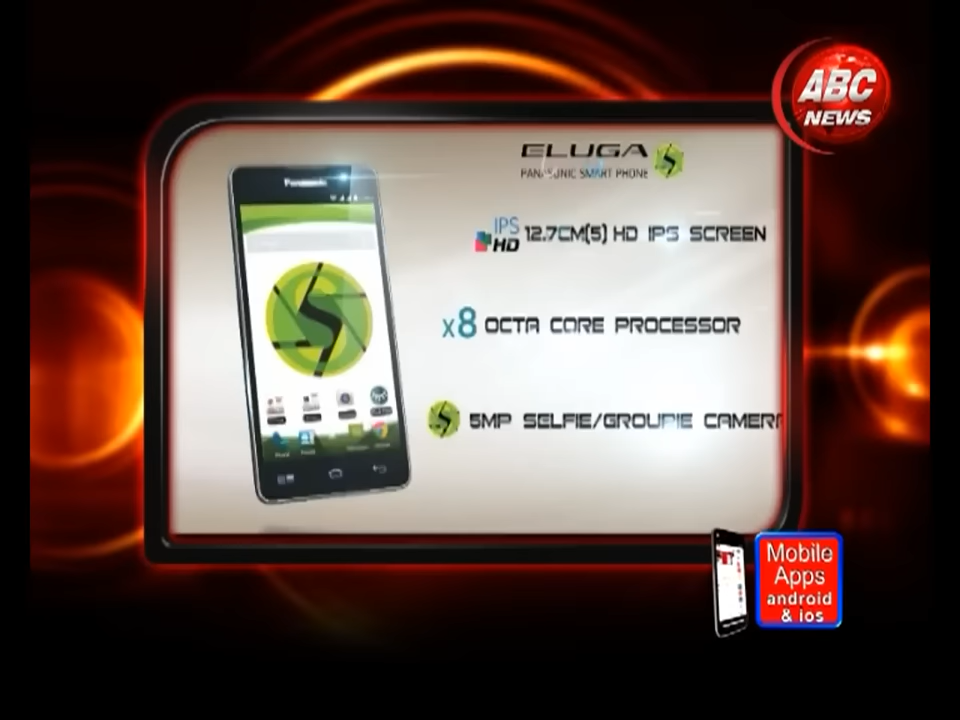 ABC
NEWS
ELUGA
PANASONIC SMART PHONE
Panasonic
IPS
HD
12.7CM(5) HD IPS SCREEN
x8 OCTA CORE PROCESSOR
5MP SELFIE/GROUPIE CAMERA
Mobile
Apps
android
& ios